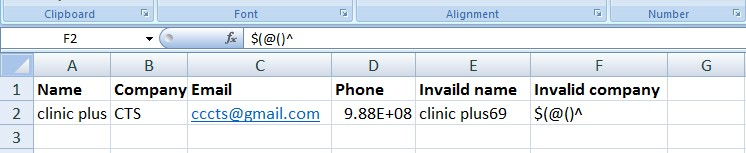 Clipboard Font Alignment Number
F2 fx $(@()^
A B C D E F G
1 Name Company Email Phone Invaild name Invalid company
2 clinic plus CTS cccts@gmail.com 9.88E+08 clinic plus69 $(@()^
3